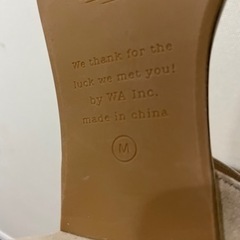 We thank for the
luck we met you!
by WA Inc.
made in china
M